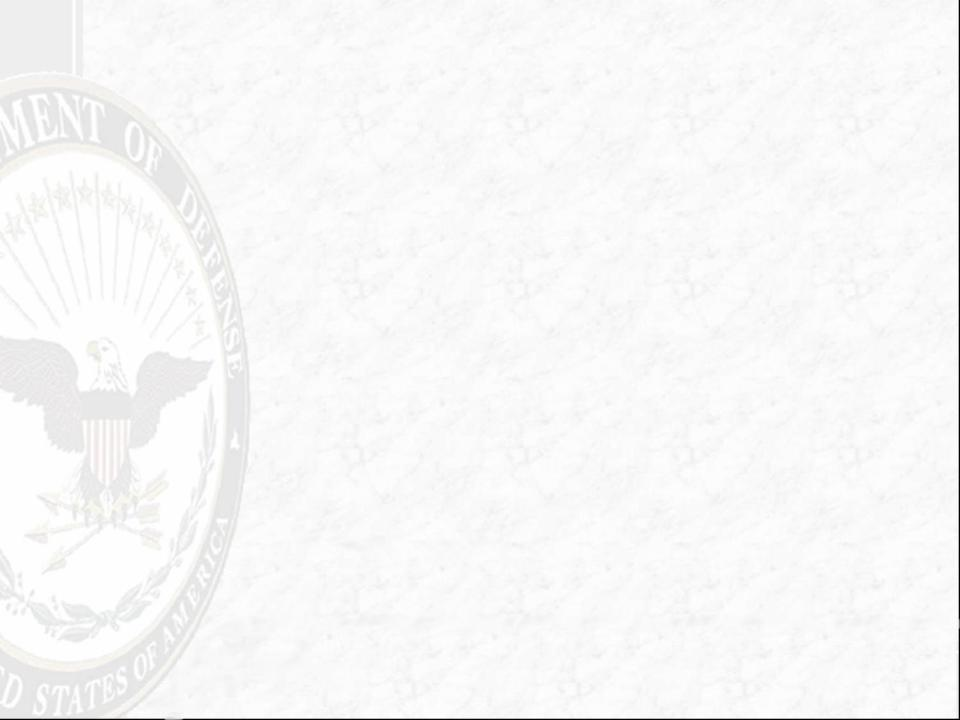 MENT OF DEFENSE
D STATES OF AMERICA